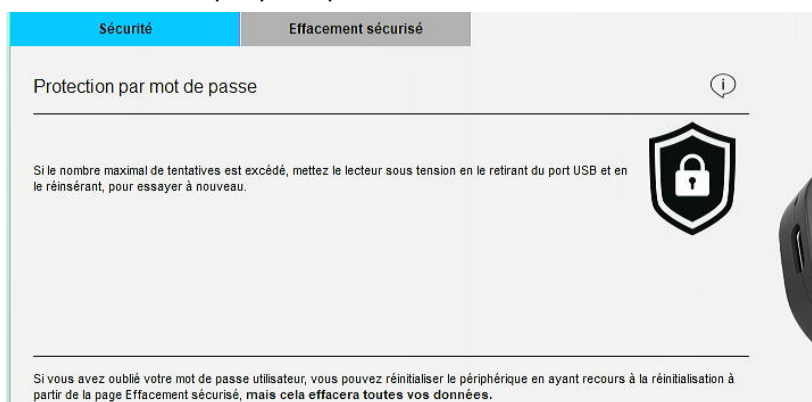 Sécurité
Effacement sécurisé
Protection par mot de passe
Si le nombre maximal de tentatives est excédé, mettez le lecteur sous tension en le retirant du port USB et en
le réinsérant, pour essayer à nouveau.
Si vous avez oublié votre mot de passe utilisateur, vous pouvez réinitialiser le périphérique en ayant recours à la réinitialisation à
partir de la page Effacement sécurisé, mais cela effacera toutes vos données.